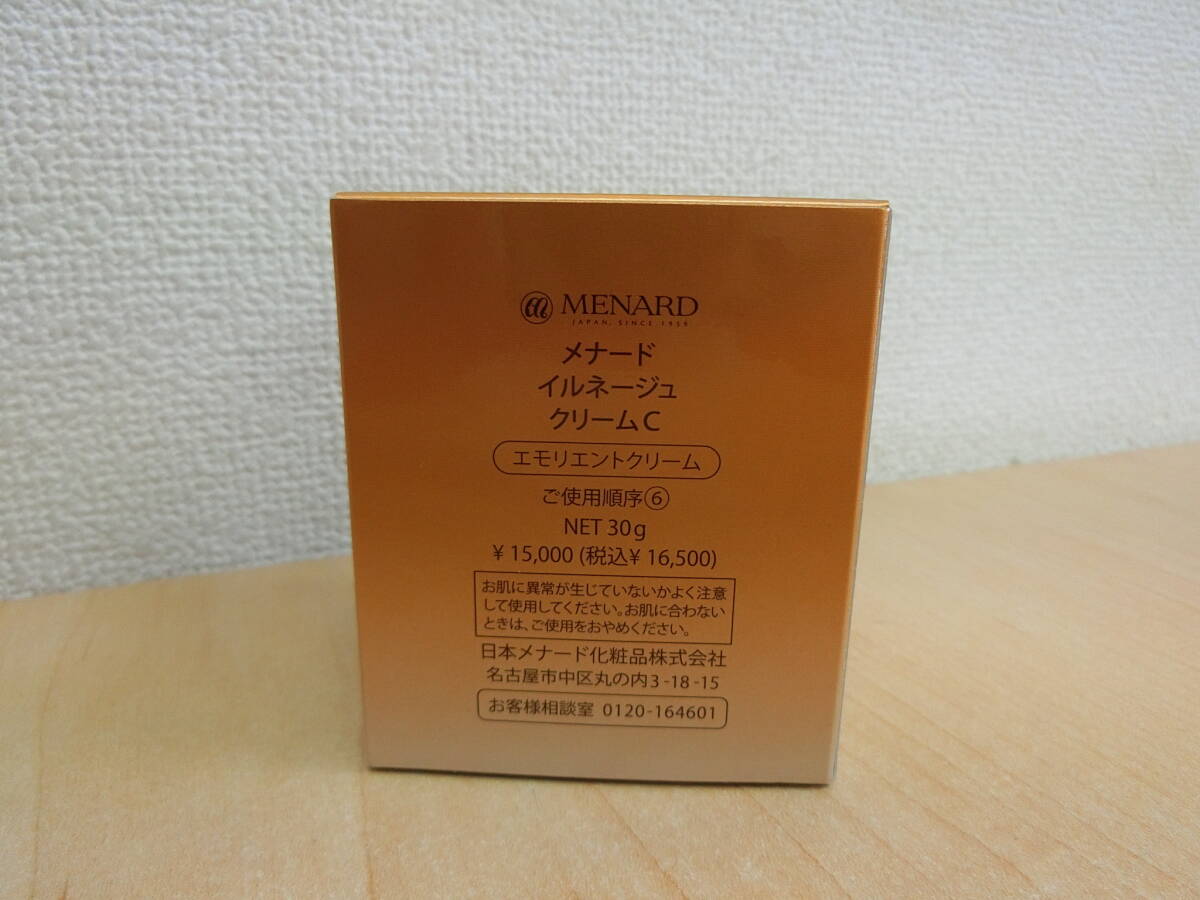 MENARD
JAPAN, SINCE 1959
メナード
イルネージュ
クリームC
エモリエントクリーム
ご使用順序⑥
NET 30g
¥ 15,000 (税込¥ 16,500)
お肌に異常が生じていないかよく注意
して使用してください。お肌に合わない
ときは、ご使用をおやめください。
日本メナード化粧品株式会社
名古屋市中区丸の内3-18-15
お客様相談室 0120-164601